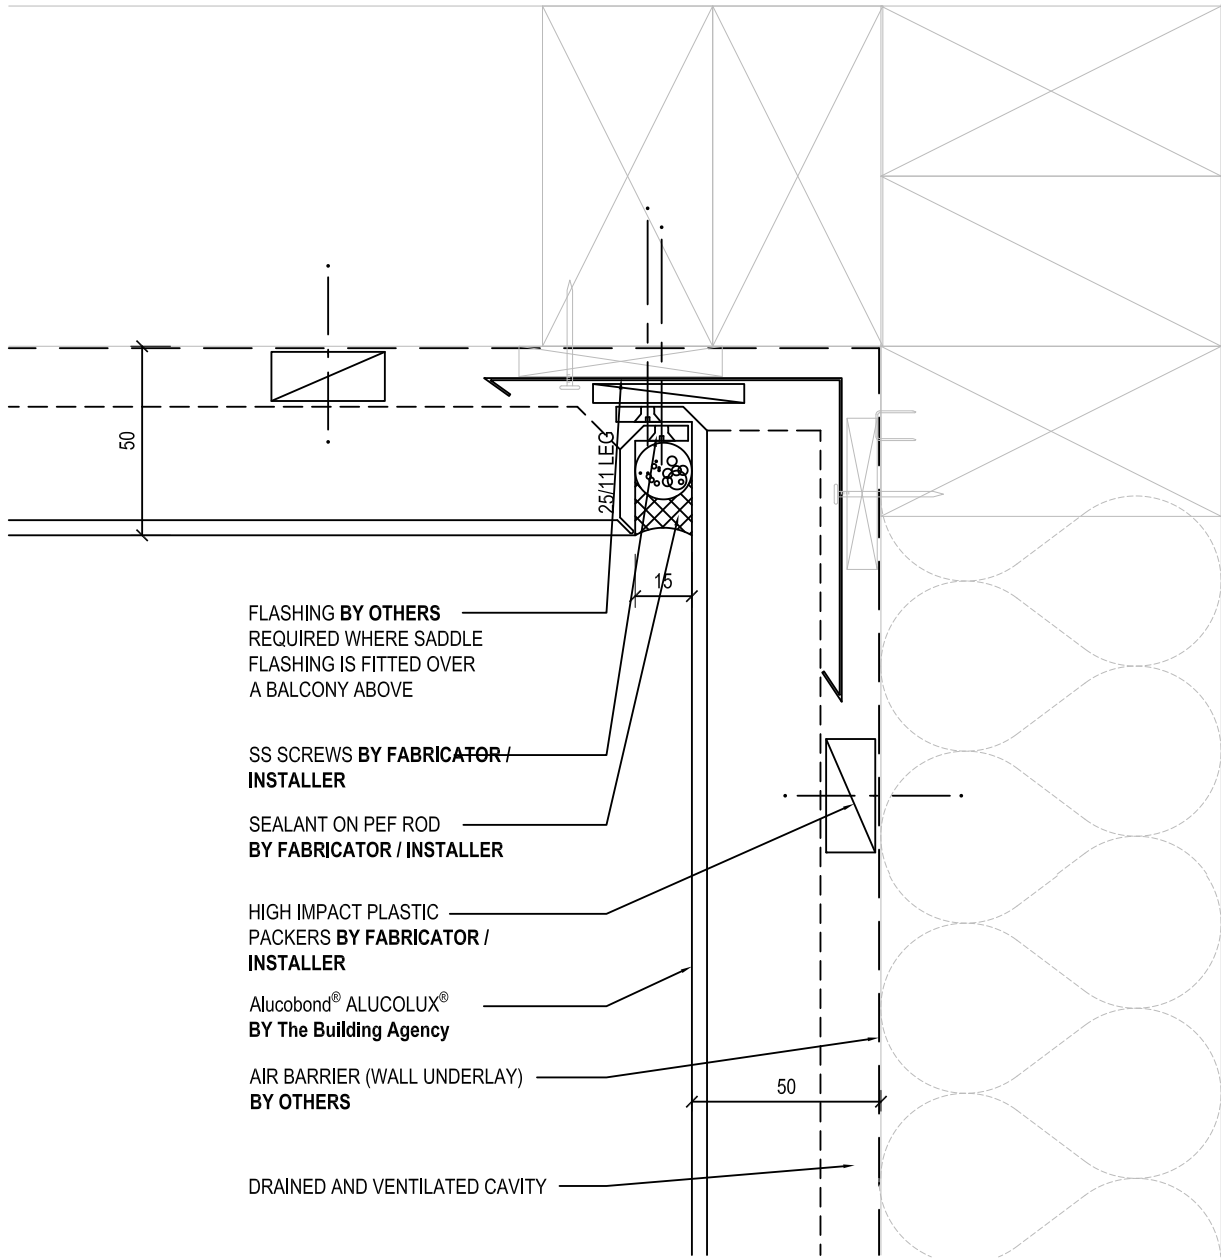 50
25/11 LEG
15
FLASHING BY OTHERS
REQUIRED WHERE SADDLE
FLASHING IS FITTED OVER
A BALCONY ABOVE
SS SCREWS BY FABRICATOR /
INSTALLER
SEALANT ON PEF ROD
BY FABRICATOR / INSTALLER
HIGH IMPACT PLASTIC
PACKERS BY FABRICATOR /
INSTALLER
Alucobond® ALUCOLUX®
BY The Building Agency
AIR BARRIER (WALL UNDERLAY)
BY OTHERS
50
DRAINED AND VENTILATED CAVITY